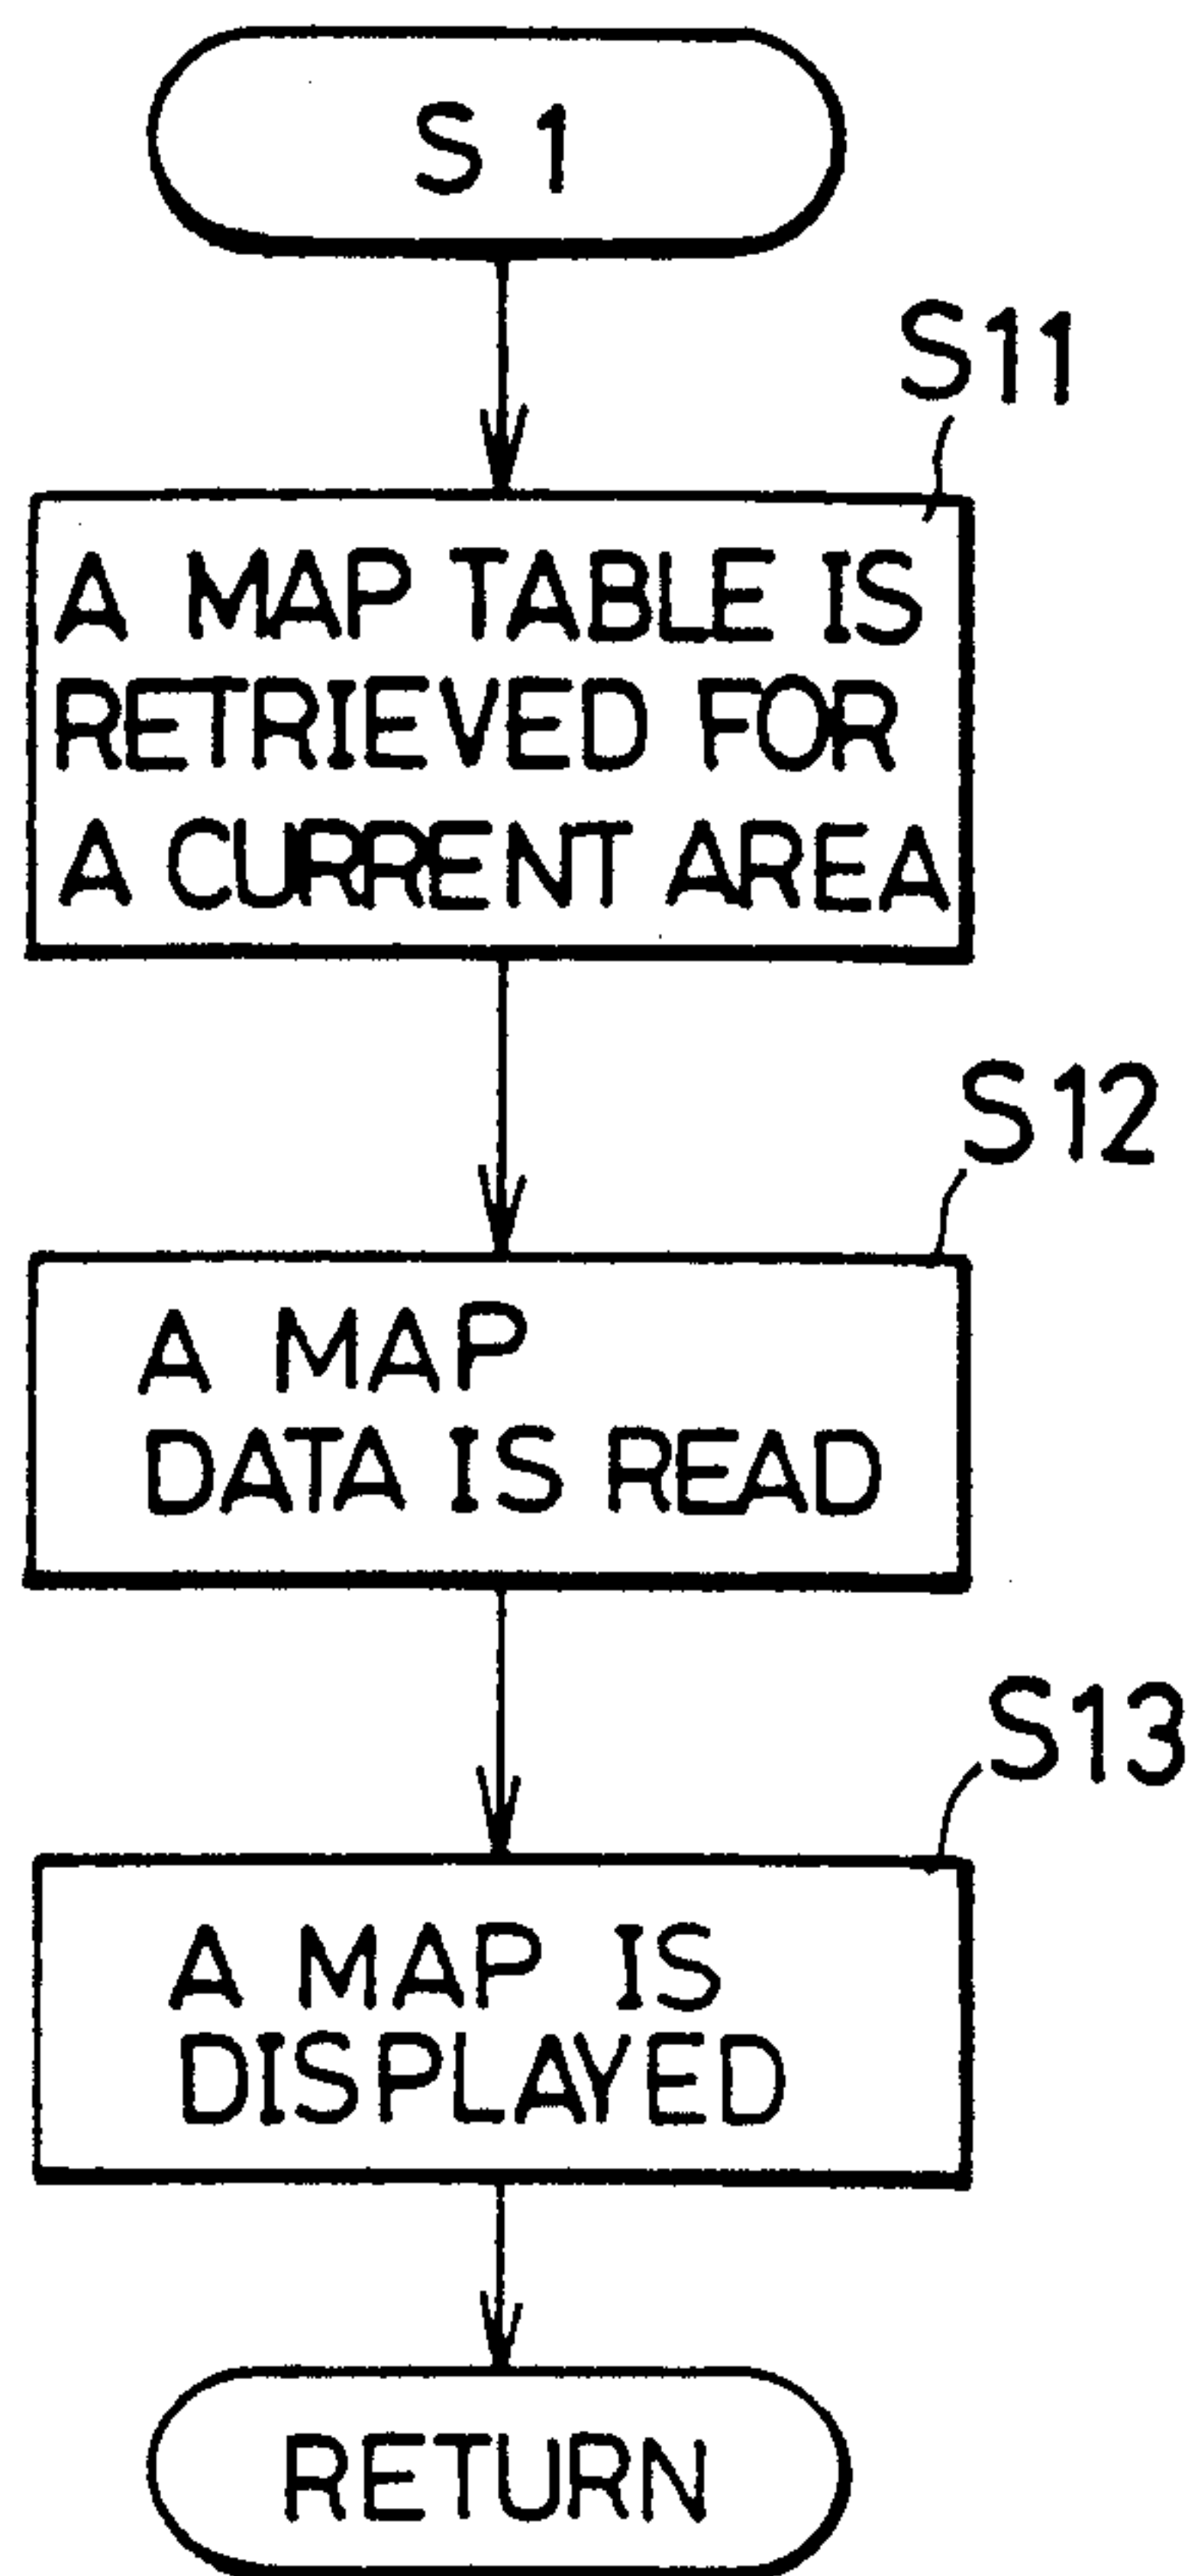 S 1
S11
A MAP TABLE IS
RETRIEVED FOR
A CURRENT AREA
S12
A MAP
DATA IS READ
S13
A MAP IS
DISPLAYED
RETURN